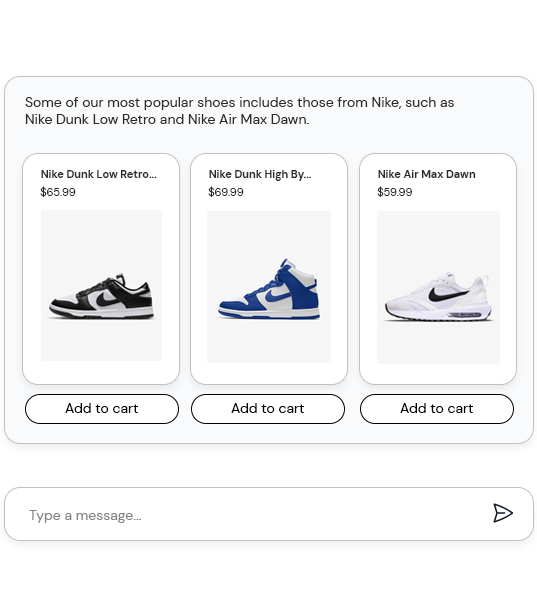 Some of our most popular shoes includes those from Nike, such as
Nike Dunk Low Retro and Nike Air Max Dawn.
Nike Dunk Low Retro...
$65.99
Nike Dunk High By...
$69.99
Nike Air Max Dawn
$59.99
Add to cart
Add to cart
Add to cart
Type a message...